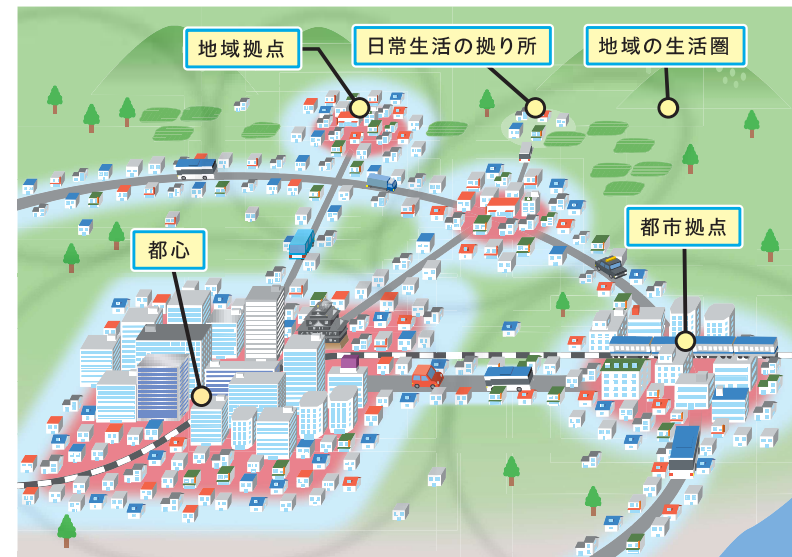 地域拠点
日常生活の拠り所
地域の生活圏
都市拠点
都心